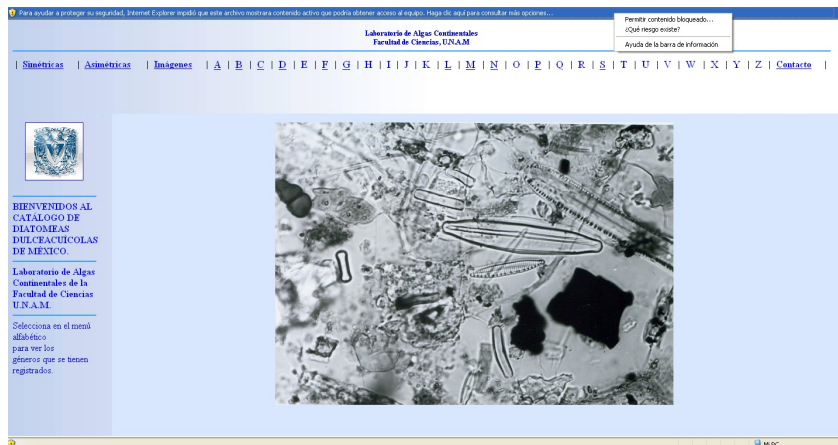 Para ayudar a proteger su seguridad, Internet Explorer impidió que este archivo mostrara contenido activo que podría obtener acceso al equipo. Haga clic aquí para consultar más opciones...
Permitir contenido bloqueado...
¿Qué riesgo existe?
Ayuda de la barra de información
Laboratorio de Algas Continentales
Facultad de Ciencias, U.N.A.M
| Simétricas | Asimétricas | Imágenes | A | B | C | D | E | F | G | H | I | J | K | L | M | N | O | P | Q | R | S | T | U | V | W | X | Y | Z | Contacto |
BIENVENIDOS AL
CATÁLOGO DE
DIATOMEAS
DULCEACUÍCOLAS
DE MÉXICO.
Laboratorio de Algas
Continentales de la
Facultad de Ciencias
U.N.A.M.
Selecciona en el menú
alfabético
para ver los
géneros que se tienen
registrados.
Mi PC